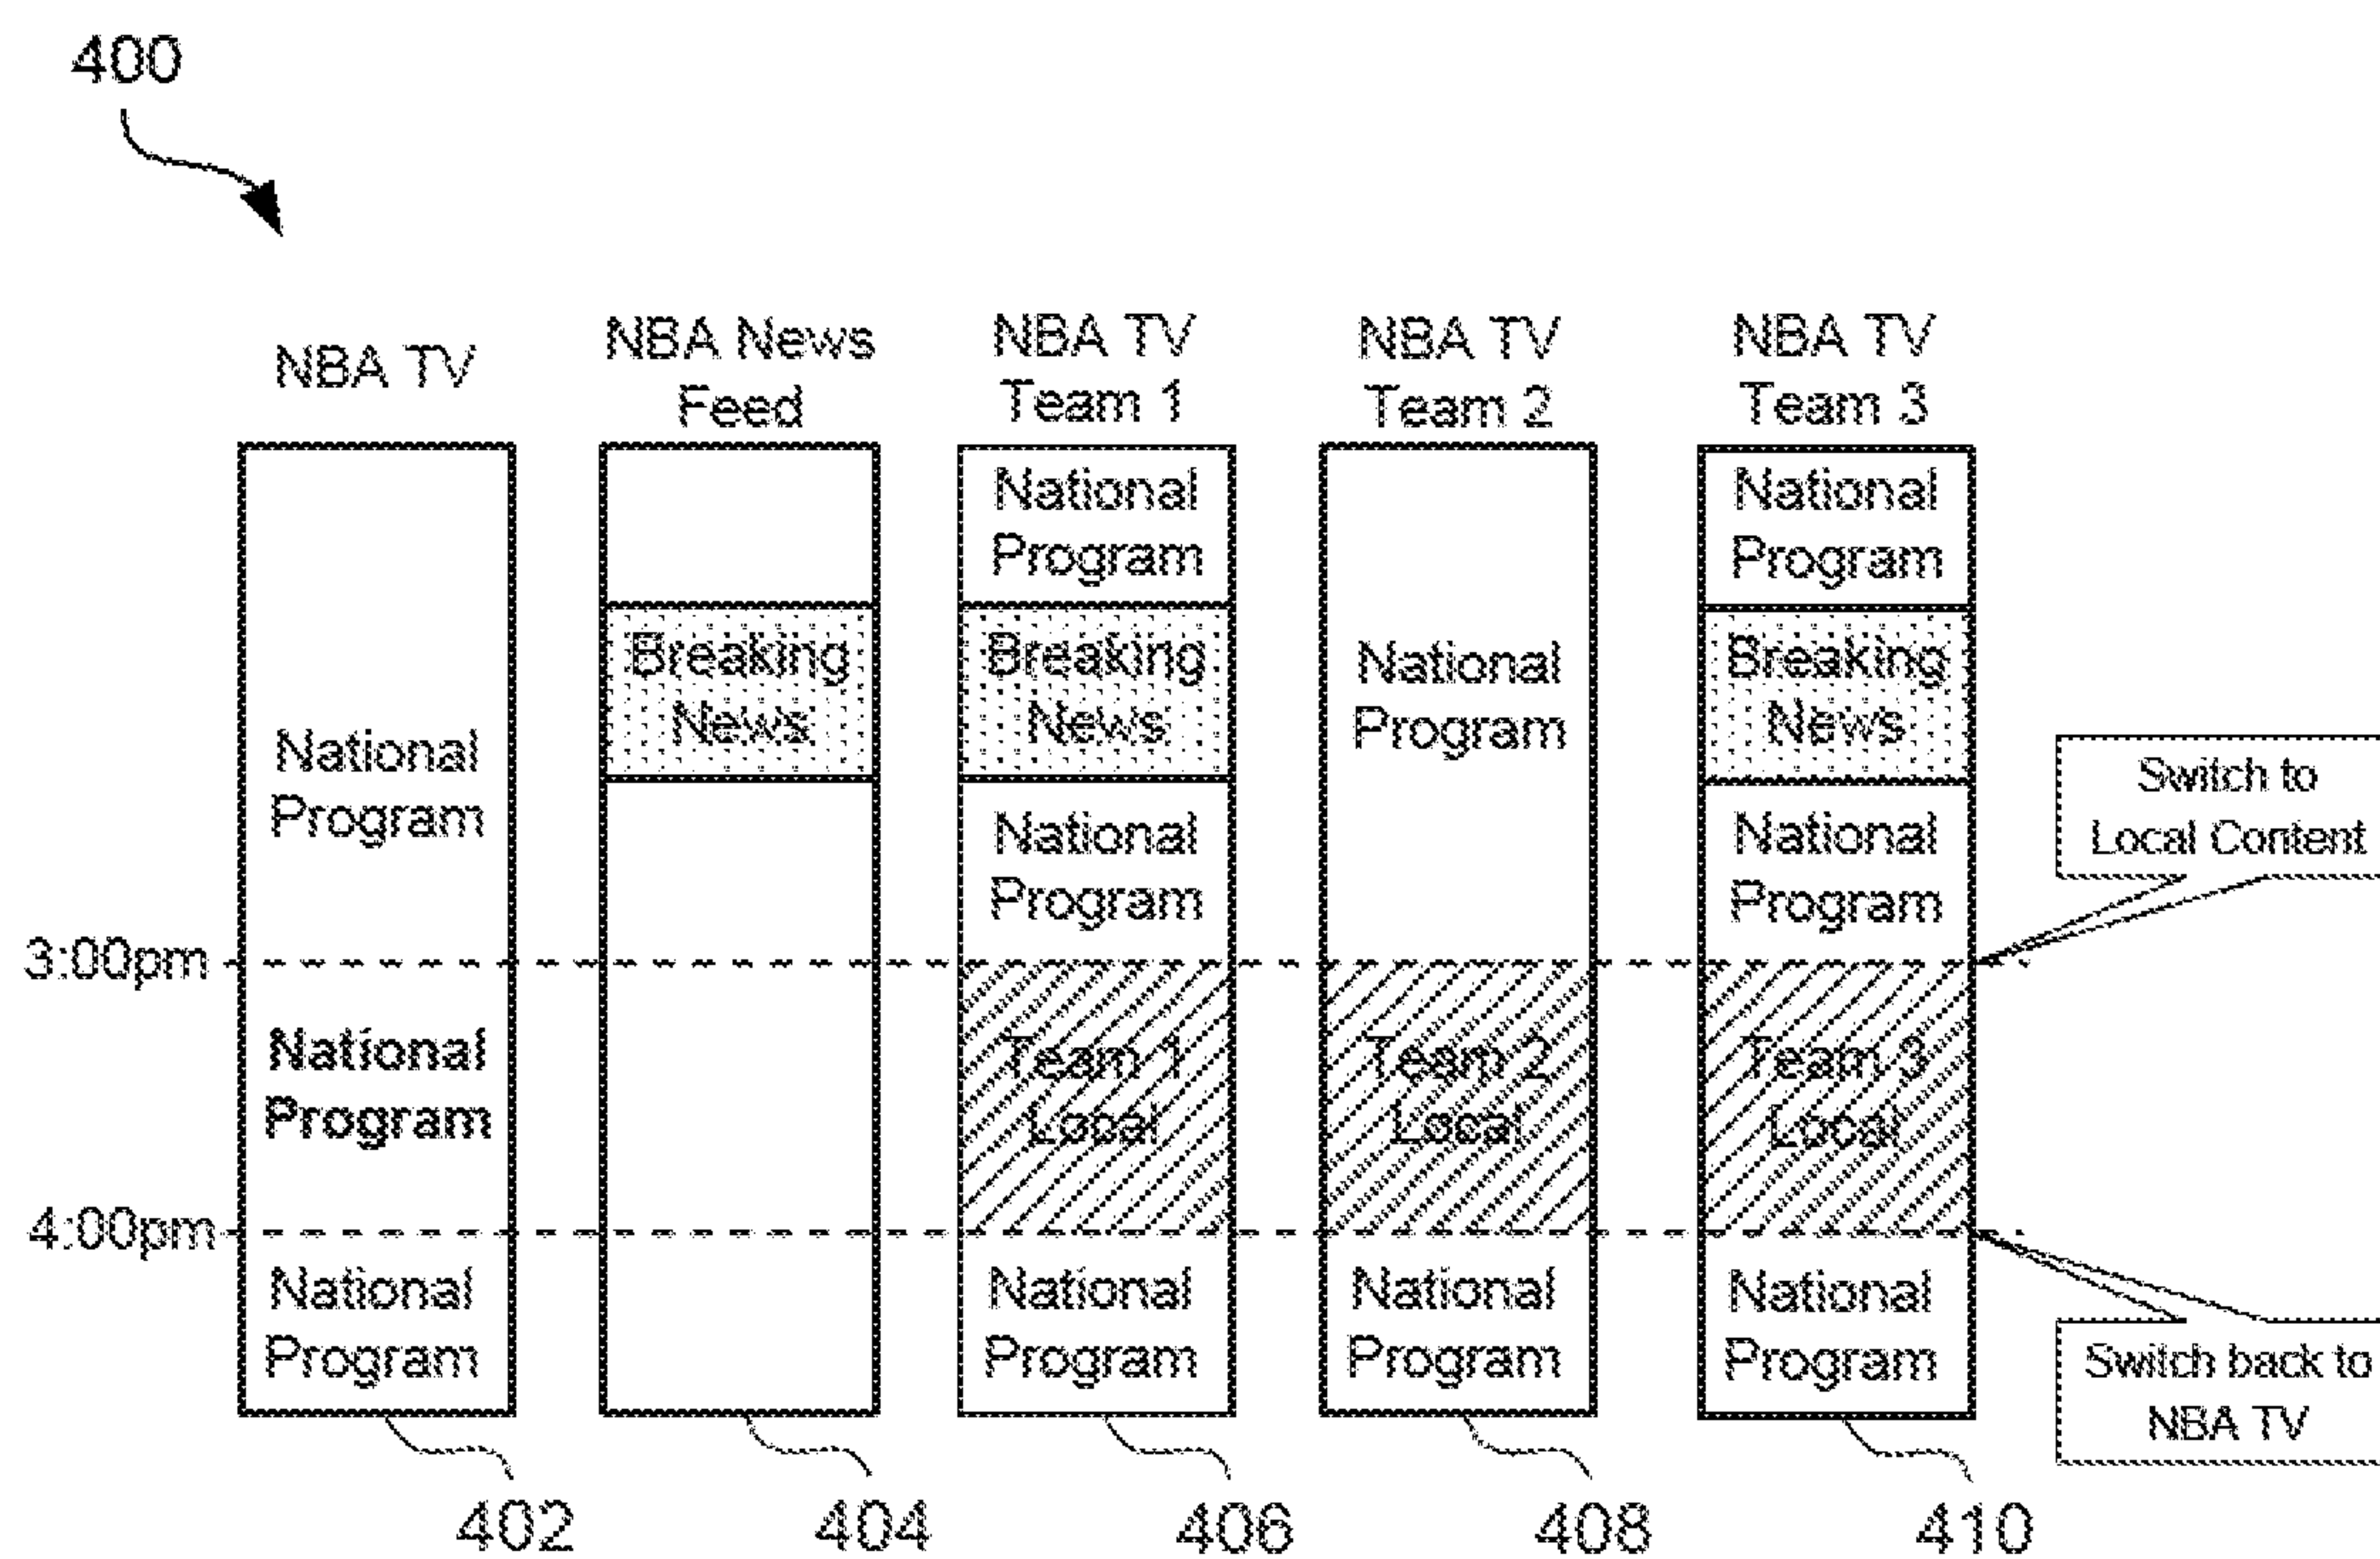 400
NBA TV
NBA News
Feed
NBA TV
Team 1
NBA TV
Team 2
NBA TV
Team 3
National
Program
Breaking
News
National
Program
Breaking
News
National
Program
National
Program
National
Program
Breaking
News
National
Program
Switch to
Local Content
3:00pm
National
Program
Team 1
Local
Team 2
Local
Team 3
Local
4:00pm
National
Program
National
Program
National
Program
National
Program
Switch back to
NBA TV
402
404
406
408
410